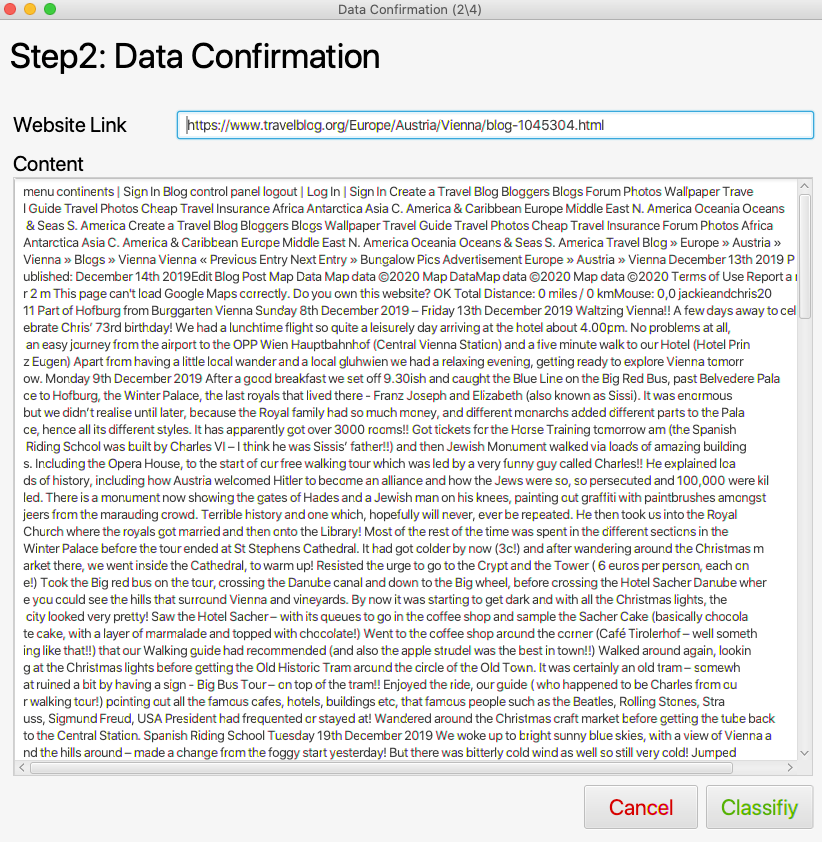 Data Confirmation (2\4)
Step2: Data Confirmation
Website Link
https://www.travelblog.org/Europe/Austria/Vienna/blog-1045304.html
Content
menu continents | Sign In Blog control panel logout | Log In | Sign In Create a Travel Blog Bloggers Blogs Forum Photos Wallpaper Trave
l Guide Travel Photos Cheap Travel Insurance Africa Antarctica Asia C. America & Caribbean Europe Middle East N. America Oceania Oceans
& Seas S. America Create a Travel Blog Bloggers Blogs Wallpaper Travel Guide Travel Photos Cheap Travel Insurance Forum Photos Africa
Antarctica Asia C. America & Caribbean Europe Middle East N. America Oceania Oceans & Seas S. America Travel Blog » Europe » Austria »
Vienna » Blogs » Vienna Vienna « Previous Entry Next Entry » Bungalow Pics Advertisement Europe » Austria » Vienna December 13th 2019 P
ublished: December 14th 2019Edit Blog Post Map Data Map data ©2020 Map DataMap data ©2020 Map data ©2020 Terms of Use Report a
r 2 m This page can't load Google Maps correctly. Do you own this website? OK Total Distance: 0 miles / 0 kmMouse: 0,0 jackieandchris20
11 Part of Hofburg from Burggarten Vienna Sunday 8th December 2019 – Friday 13th December 2019 Waltzing Vienna!! A few days away to cel
ebrate Chris’ 73rd birthday! We had a lunchtime flight so quite a leisurely day arriving at the hotel about 4.00pm. No problems at all,
an easy journey from the airport to the OPP Wien Hauptbahnhof (Central Vienna Station) and a five minute walk to our Hotel (Hotel Prin
z Eugen) Apart from having a little local wander and a local gluhwien we had a relaxing evening, getting ready to explore Vienna tomorr
ow. Monday 9th December 2019 After a good breakfast we set off 9.30ish and caught the Blue Line on the Big Red Bus, past Belvedere Pala
ce to Hofburg, the Winter Palace, the last royals that lived there - Franz Joseph and Elizabeth (also known as Sissi). It was enormous
but we didn’t realise until later, because the Royal family had so much money, and different monarchs added different parts to the Pala
ce, hence all its different styles. It has apparently got over 3000 rooms!! Got tickets for the Horse Training tomorrow am (the Spanish
Riding School was built by Charles VI – I think he was Sissis’ father!!) and then Jewish Monument walked via loads of amazing building
s. Including the Opera House, to the start of our free walking tour which was led by a very funny guy called Charles!! He explained loa
ds of history, including how Austria welcomed Hitler to become an alliance and how the Jews were so, so persecuted and 100,000 were kil
led. There is a monument now showing the gates of Hades and a Jewish man on his knees, painting out graffiti with paintbrushes amongst
jeers from the marauding crowd. Terrible history and one which, hopefully will never, ever be repeated. He then took us into the Royal
Church where the royals got married and then onto the Library! Most of the rest of the time was spent in the different sections in the
Winter Palace before the tour ended at St Stephens Cathedral. It had got colder by now (3c!) and after wandering around the Christmas m
arket there, we went inside the Cathedral, to warm up! Resisted the urge to go to the Crypt and the Tower ( 6 euros per person, each on
e!) Took the Big red bus on the tour, crossing the Danube canal and down to the Big wheel, before crossing the Hotel Sacher Danube wher
e you could see the hills that surround Vienna and vineyards. By now it was starting to get dark and with all the Christmas lights, the
city looked very pretty! Saw the Hotel Sacher – with its queues to go in the coffee shop and sample the Sacher Cake (basically chocola
te cake, with a layer of marmalade and topped with chocolate!) Went to the coffee shop around the corner (Café Tirolerhof – well someth
ing like that!!) that our Walking guide had recommended (and also the apple strudel was the best in town!!) Walked around again, lookin
g at the Christmas lights before getting the Old Historic Tram around the circle of the Old Town. It was certainly an old tram – somewh
at ruined a bit by having a sign - Big Bus Tour – on top of the tram!! Enjoyed the ride, our guide ( who happened to be Charles from ou
r walking tour!) pointing out all the famous cafes, hotels, buildings etc, that famous people such as the Beatles, Rolling Stones, Stra
uss, Sigmund Freud, USA President had frequented or stayed at! Wandered around the Christmas craft market before getting the tube back
to the Central Station. Spanish Riding School Tuesday 19th December 2019 We woke up to bright sunny blue skies, with a view of Vienna a
nd the hills around – made a change from the foggy start yesterday! But there was bitterly cold wind as well so still very cold! Jumped
Cancel
Classifiy